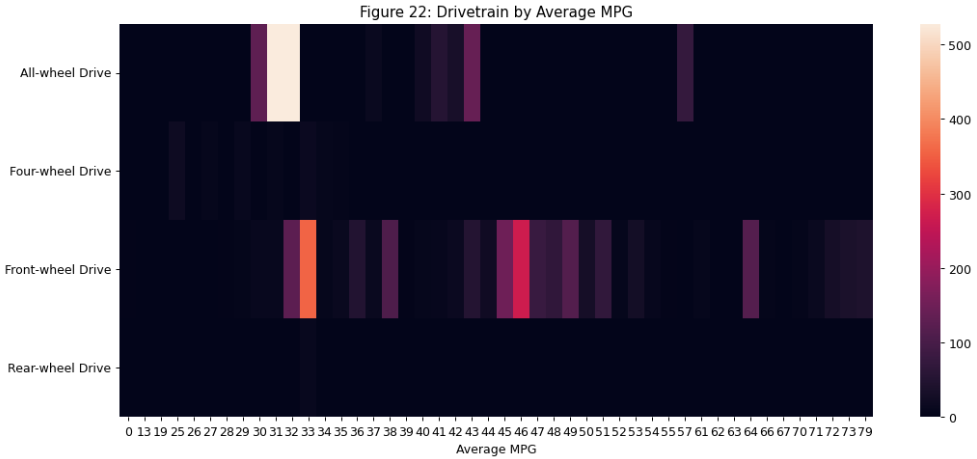 Figure 22: Drivetrain by Average MPG
All-wheel Drive
Four-wheel Drive
Front-wheel Drive
Rear-wheel Drive
0 13 19 25 26 27 28 29 30 31 32 33 34 35 36 37 38 39 40 41 42 43 44 45 46 47 48 49 50 51 52 53 54 55 57 61 62 63 64 66 67 70 71 72 73 79
Average MPG
500
400
300
200
100
0